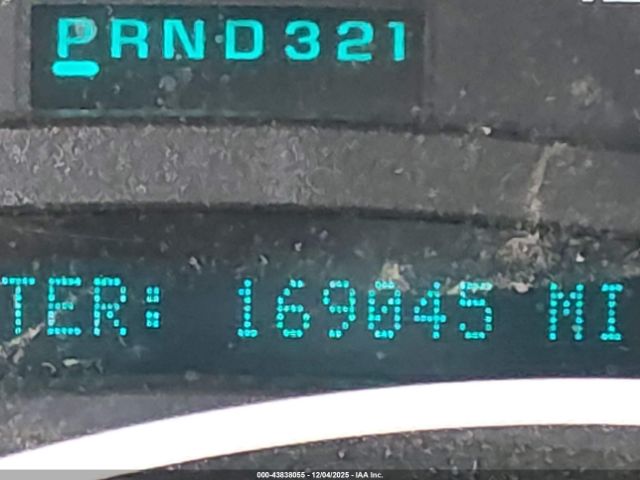 PRND321
TER: 169045 MI
000-43838055 - 12/04/2025 - IAA Inc.